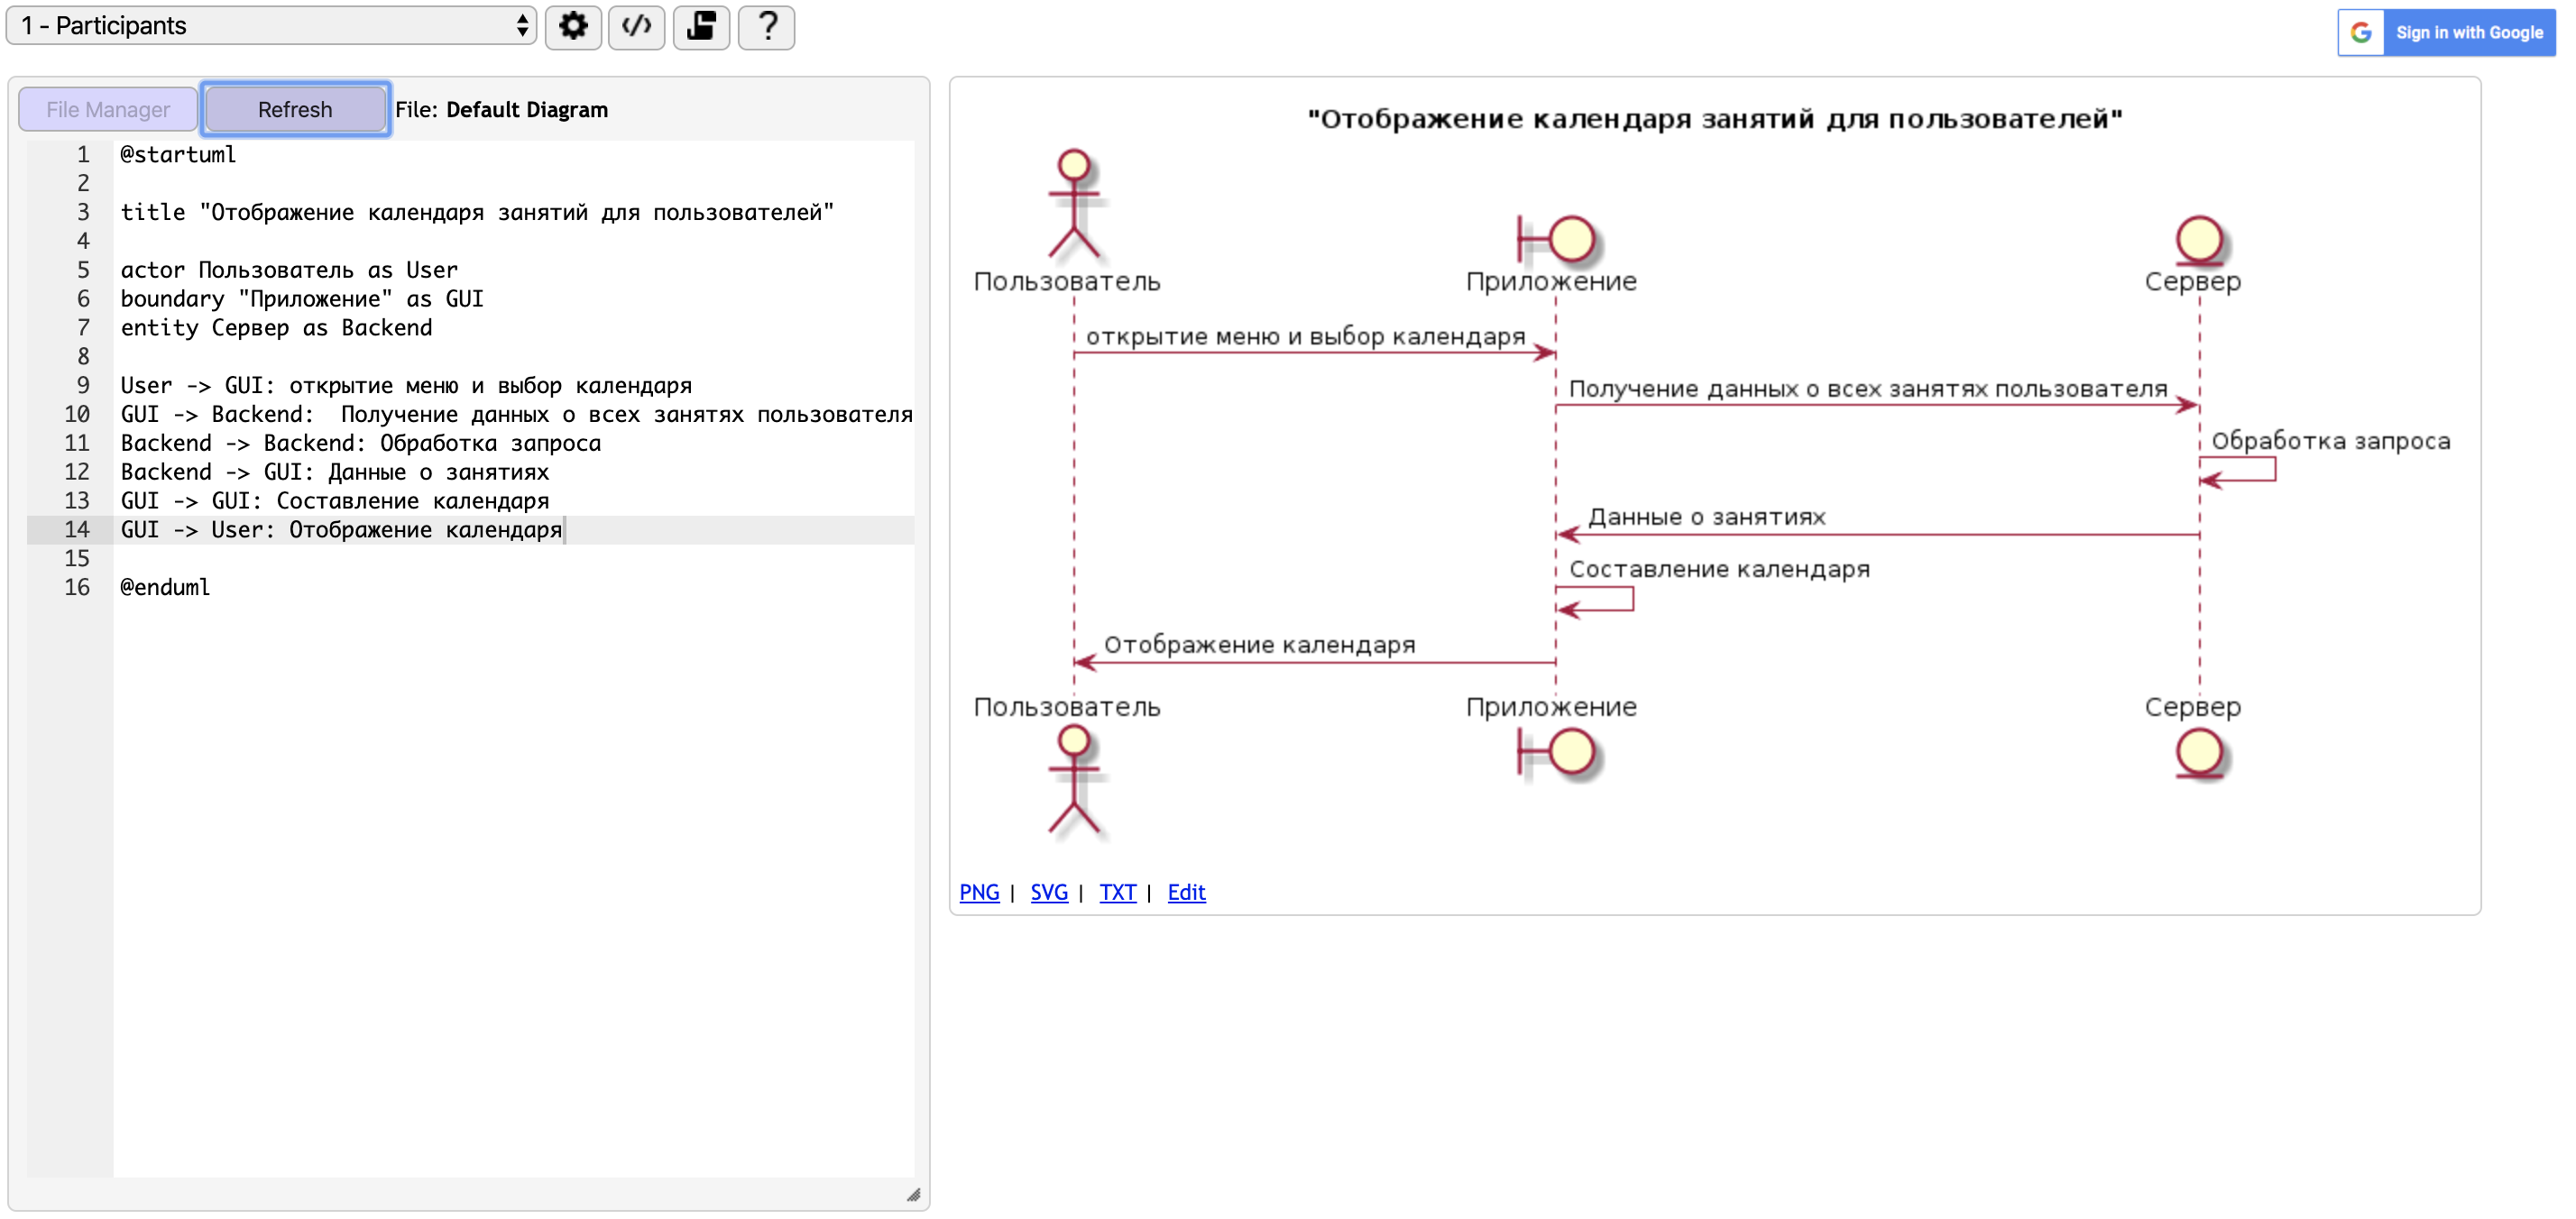 1 - Participants
</>
?
Sign in with Google
File Manager
Refresh
File: Default Diagram
1 @startuml
2
3 title "Отображение календаря занятий для пользователей"
4
5 actor Пользователь as User
6 boundary "Приложение" as GUI
7 entity Сервер as Backend
8
9 User -> GUI: открытие меню и выбор календаря
10 GUI -> Backend:  Получение данных о всех занятях пользователя
11 Backend -> Backend: Обработка запроса
12 Backend -> GUI: Данные о занятиях
13 GUI -> GUI: Составление календаря
14 GUI -> User: Отображение календаря
15
16 @enduml
"Отображение календаря занятий для пользователей"
Пользователь
Приложение
Сервер
открытие меню и выбор календаря
Получение данных о всех занятях пользователя
Обработка запроса
Данные о занятиях
Составление календаря
Отображение календаря
Пользователь
Приложение
Сервер
PNG | SVG | TXT | Edit